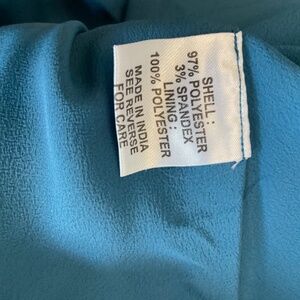 SHELL:
97% POLYESTER
3% SPANDEX
LINING:
100% POLYESTER
MADE IN INDIA
SEE REVERSE
FOR CARE